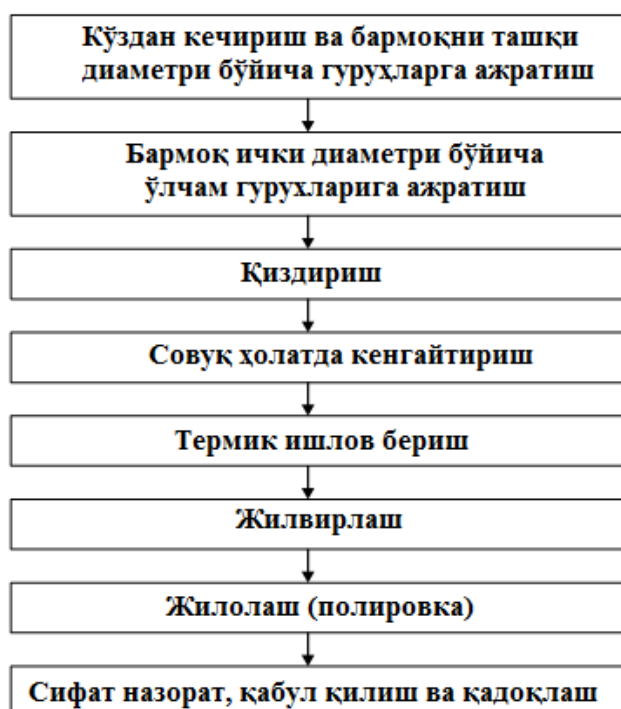 Кўздан кечириш ва бармоқни ташқи
диаметри бўйича гуруҳларга ажратиш
Бармоқ ички диаметри бўйича
ўлчам гурухларига ажратиш
Қиздириш
Совуқ ҳолатда кенгайтириш
Термик ишлов бериш
Жилвирлаш
Жилолаш (полировка)
Сифат назорат, қабул қилиш ва қадоқлаш